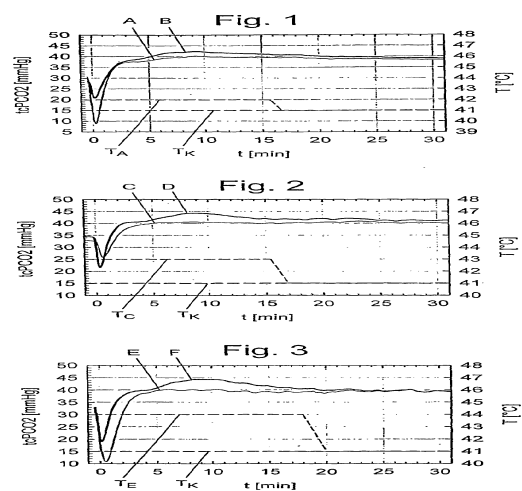 Fig. 1
A B
50 48
45 47
40 46
35 45
30 44
25 43
20 42
15 41
10 40
5 39
tcPCO2 [mmHg]
T [°C]
0 5 10 15 20 25 30
TA TK t [min]
Fig. 2
C D
50 48
45 47
40 46
35 45
30 44
25 43
20 42
15 41
10 40
tcPCO2 [mmHg]
T [°C]
0 5 10 15 20 25 30
TC TK t [min]
Fig. 3
E F
50 48
45 47
40 46
35 45
30 44
25 43
20 42
15 41
10 40
tcPCO2 [mmHg]
T [°C]
0 5 10 15 20 25 30
TE TK t [min]